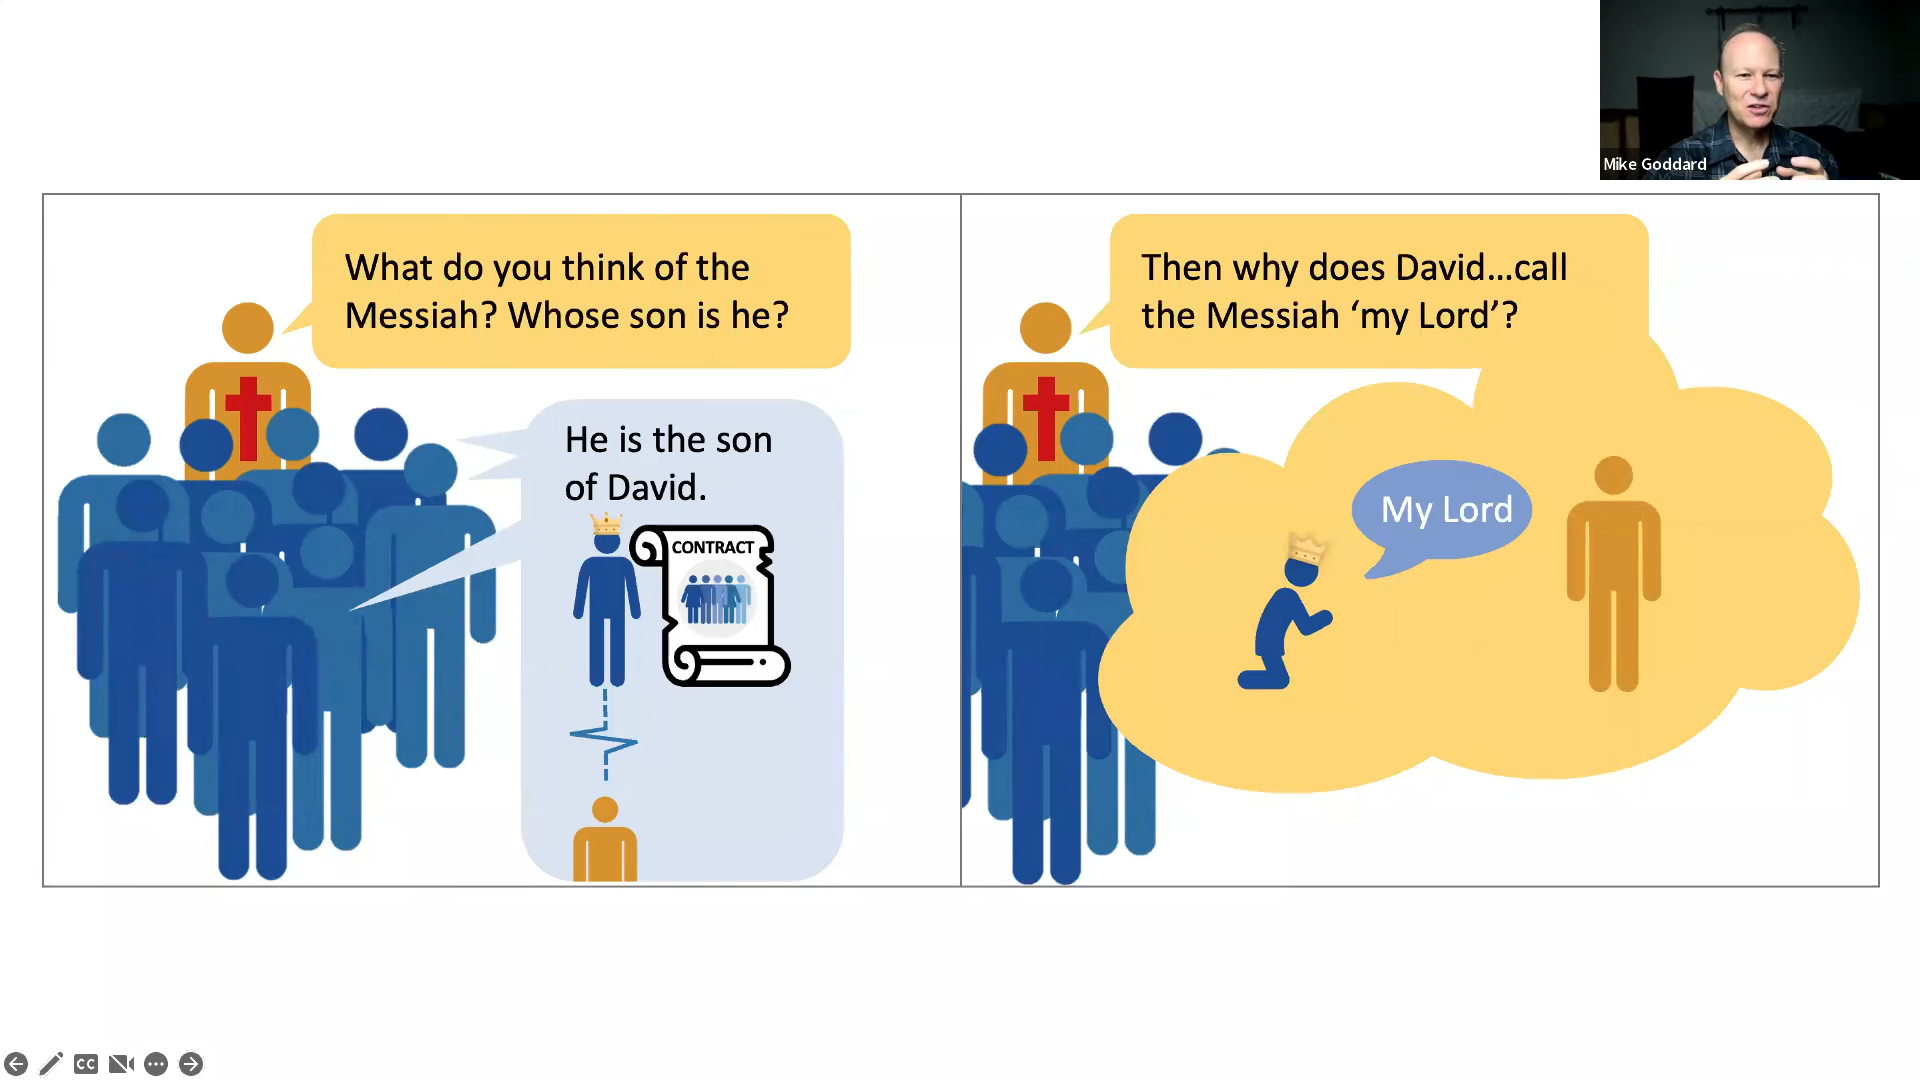 Mike Goddard
What do you think of the
Messiah? Whose son is he?
He is the son
of David.
CONTRACT
Then why does David...call
the Messiah ‘my Lord’?
My Lord
CC